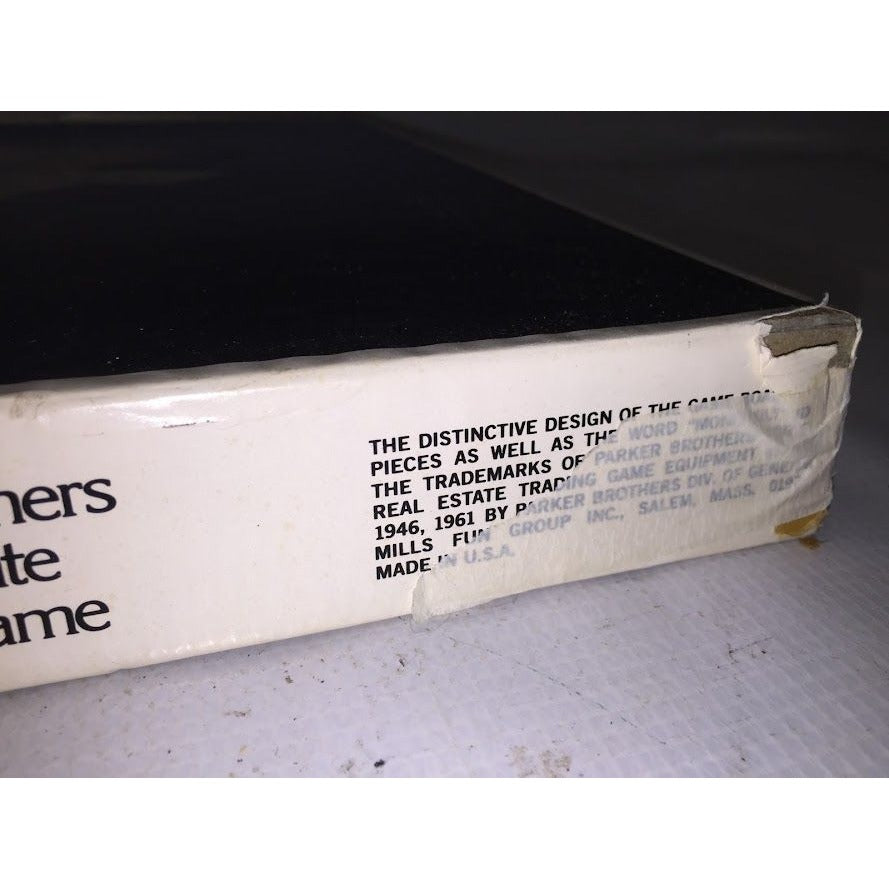 ners
ite
ame
THE DISTINCTIVE DESIGN OF THE GAME
PIECES AS WELL AS THE WORD
THE TRADEMARKS OF PARKER BROTHERS
REAL ESTATE TRADING GAME EQUIPMENT
1946, 1961 BY PARKER BROTHERS DIV. OF
MILLS FUN GROUP INC., SALEM, MASS.
MADE IN U.S.A.